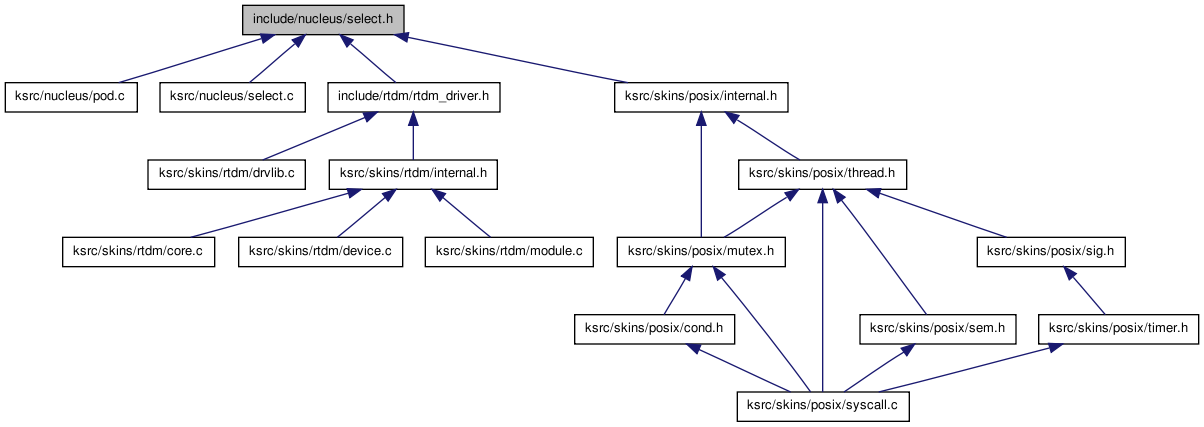 include/nucleus/select.h
ksrc/nucleus/pod.c
ksrc/nucleus/select.c
include/rtdm/rtdm_driver.h
ksrc/skins/posix/internal.h
ksrc/skins/rtdm/drvlib.c
ksrc/skins/rtdm/internal.h
ksrc/skins/posix/thread.h
ksrc/skins/rtdm/core.c
ksrc/skins/rtdm/device.c
ksrc/skins/rtdm/module.c
ksrc/skins/posix/mutex.h
ksrc/skins/posix/sig.h
ksrc/skins/posix/cond.h
ksrc/skins/posix/sem.h
ksrc/skins/posix/timer.h
ksrc/skins/posix/syscall.c